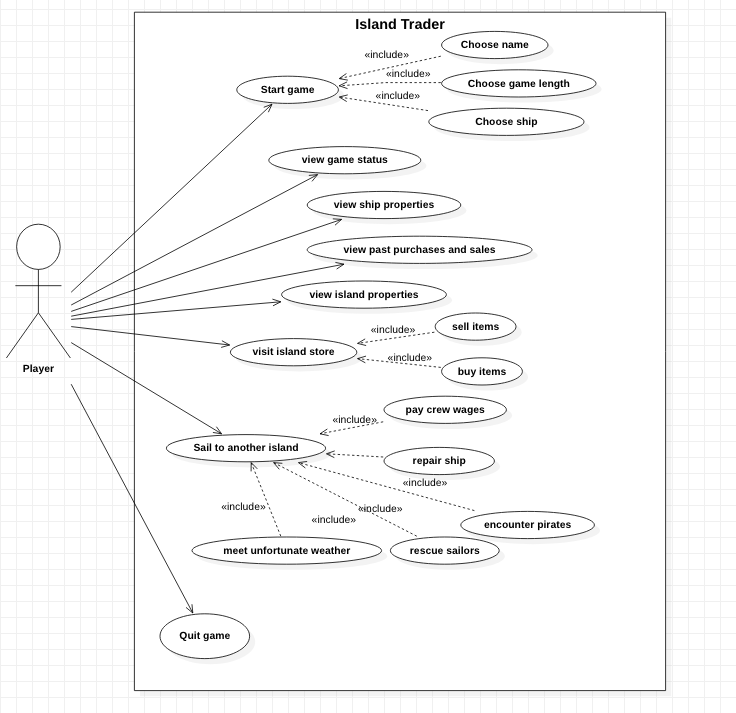 Island Trader
Choose name
«include»
«include»
Choose game length
Start game
«include»
Choose ship
view game status
view ship properties
view past purchases and sales
view island properties
sell items
«include»
visit island store
«include»
buy items
Player
pay crew wages
«include»
Sail to another island
repair ship
«include»
«include»
«include»
«include»
encounter pirates
meet unfortunate weather
rescue sailors
Quit game